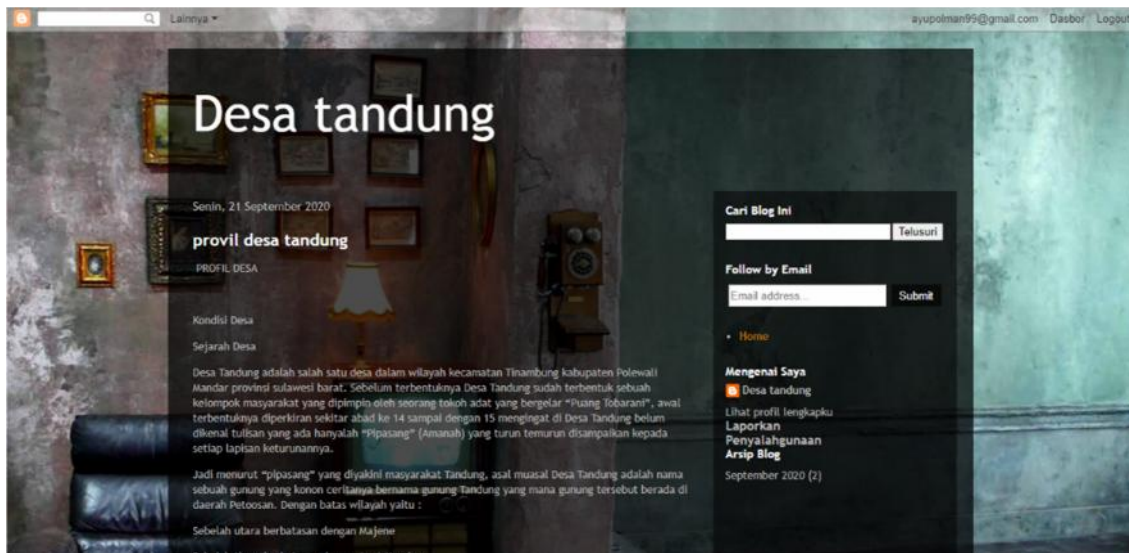 Lainnya
ayupolman99@gmail.com Dasbor Logout
Desa tandung
Senin, 21 September 2020
provil desa tandung
PROFIL DESA
Kondisi Desa
Sejarah Desa
Desa Tandung adalah salah satu desa dalam wilayah kecamatan Tinambung kabupaten Polewali
Mandar provinsi sulawesi barat. Sebelum terbentuknya Desa Tandung sudah terbentuk sebuah
kelompok masyarakat yang dipimpin oleh seorang tokoh adat yang bergelar “Puang Tobarani”, awal
terbentuknya diperkiran sekitar abad ke 14 sampai dengan 15 mengingat di Desa Tandung belum
dikenal tulisan yang ada hanyalah “Pipasang” (Amanah) yang turun temurun disampaikan kepada
setiap lapisan keturunannya.
Jadi menurut “pipasang” yang diyakini masyarakat Tandung, asal muasal Desa Tandung adalah nama
sebuah gunung yang konon ceritanya bernama gunung Tandung yang mana gunung tersebut berada di
daerah Petoosan. Dengan batas wilayah yaitu :
Sebelah utara berbatasan dengan Majene
Cari Blog Ini
Telusuri
Follow by Email
Email address...
Submit
Home
Mengenai Saya
Desa tandung
Lihat profil lengkapku
Laporkan
Penyalahgunaan
Arsip Blog
September 2020 (2)